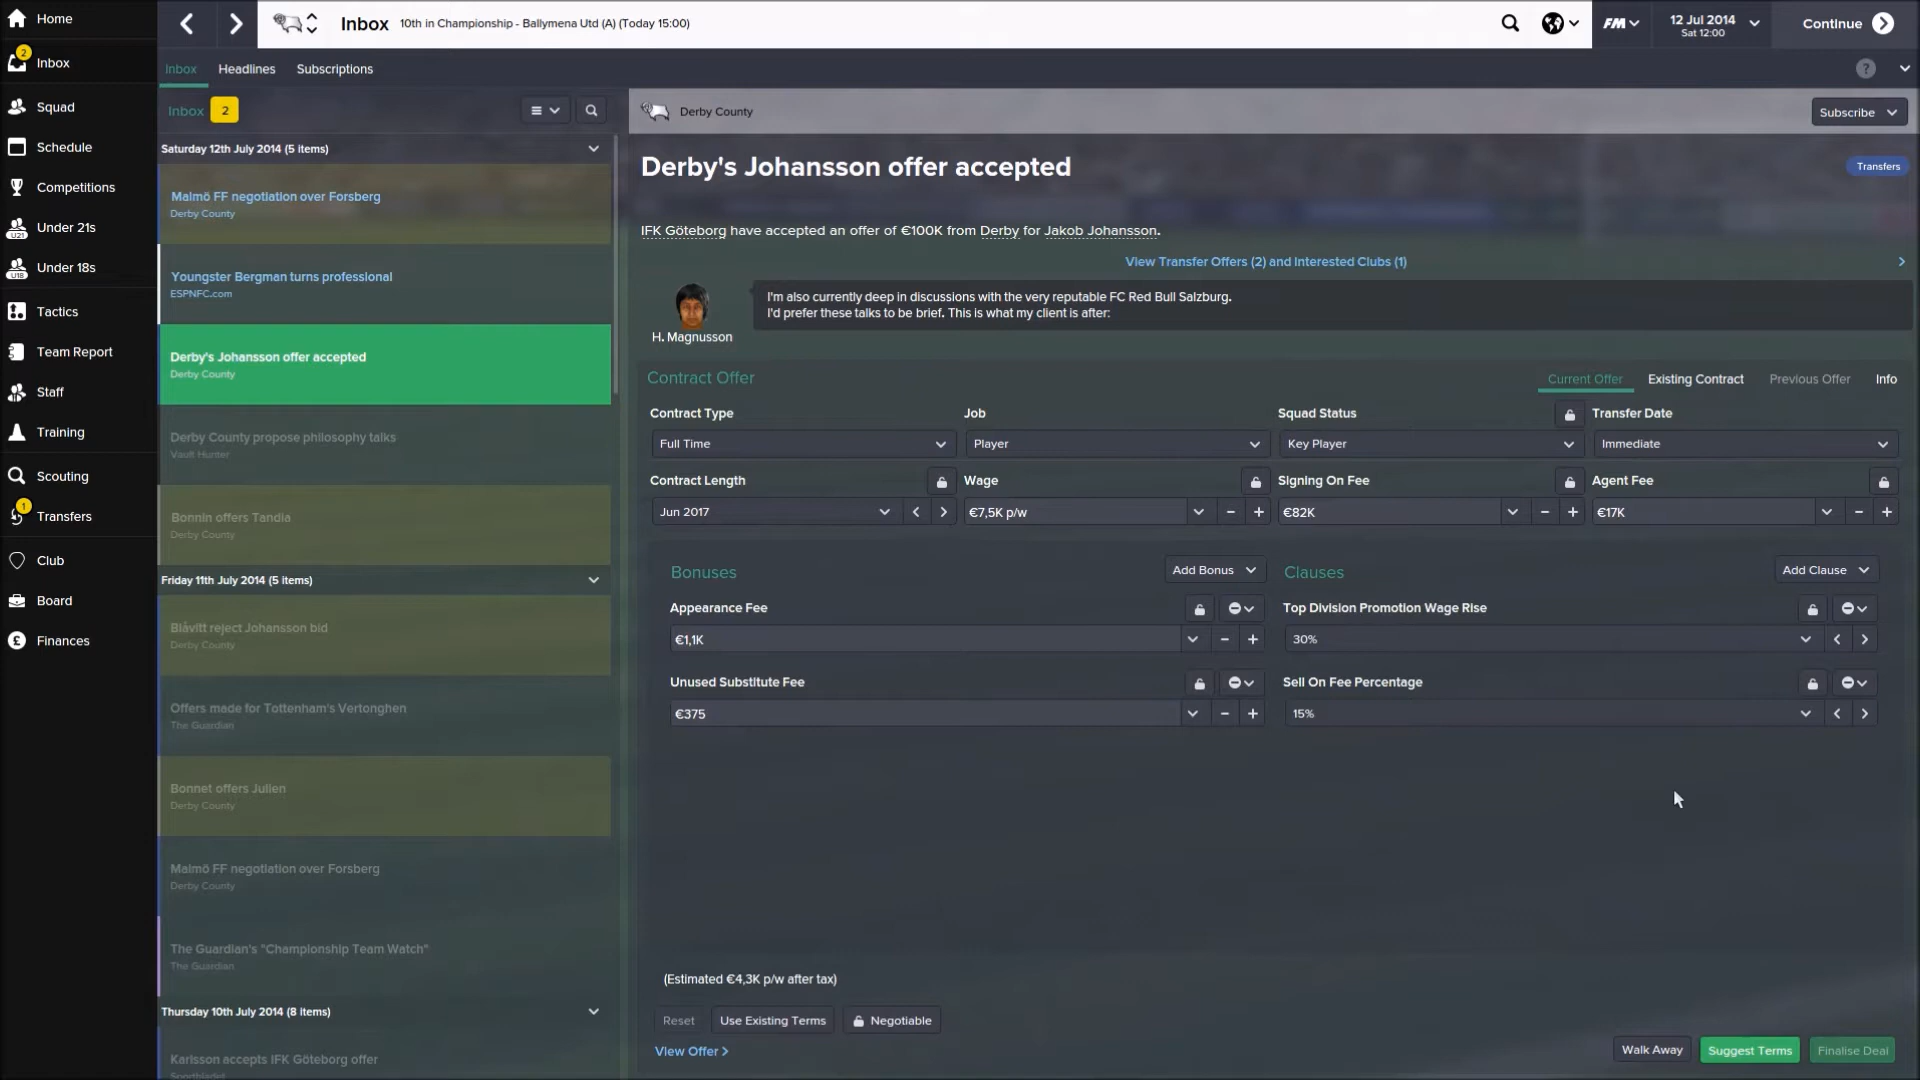 Home
Inbox
10th in Championship - Ballymena Utd (A) (Today 15:00)
FM
12 Jul 2014
Sat 12:00
Continue
2
Inbox
Squad
Schedule
Competitions
U21
Under 21s
U18
Under 18s
Tactics
Team Report
Staff
Training
Scouting
1
Transfers
Club
Board
Finances
Inbox
Headlines
Subscriptions
?
Inbox
2
Saturday 12th July 2014 (5 items)
Malmö FF negotiation over Forsberg
Derby County
Youngster Bergman turns professional
ESPNFC.com
Derby's Johansson offer accepted
Derby County
Derby County propose philosophy talks
Vault Hunter
Bonnin offers Tandia
Derby County
Friday 11th July 2014 (5 items)
Blåvitt reject Johansson bid
Derby County
Offers made for Tottenham's Vertonghen
The Guardian
Bonnet offers Julien
Derby County
Malmö FF negotiation over Forsberg
Derby County
The Guardian's "Championship Team Watch"
The Guardian
Thursday 10th July 2014 (8 items)
Karlsson accepts IFK Göteborg offer
Sportbladet
Derby County
Subscribe
Derby's Johansson offer accepted
Transfers
IFK Göteborg have accepted an offer of €100K from Derby for Jakob Johansson.
View Transfer Offers (2) and Interested Clubs (1)
H. Magnusson
I'm also currently deep in discussions with the very reputable FC Red Bull Salzburg.
I'd prefer these talks to be brief. This is what my client is after:
Contract Offer
Current Offer
Existing Contract
Previous Offer
Info
Contract Type
Job
Squad Status
Transfer Date
Full Time
Player
Key Player
Immediate
Contract Length
Wage
Signing On Fee
Agent Fee
Jun 2017
€7,5K p/w
€82K
€17K
Bonuses
Add Bonus
Clauses
Add Clause
Appearance Fee
Top Division Promotion Wage Rise
€1,1K
30%
Unused Substitute Fee
Sell On Fee Percentage
€375
15%
(Estimated €4,3K p/w after tax)
Reset
Use Existing Terms
Negotiable
View Offer >
Walk Away
Suggest Terms
Finalise Deal